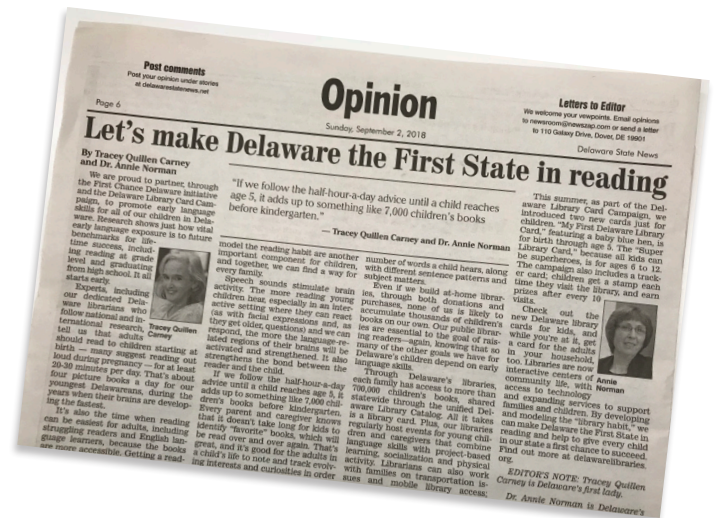 Post comments
Post your opinion under stories
at delawarestatenews.net
Opinion
Letters to Editor
We welcome your viewpoints. Email opinions
to newsroom@newszap.com or send a letter
to 110 Galaxy Drive, Dover, DE 19901
Page 6
Sunday, September 2, 2018
Delaware State News
Let's make Delaware the First State in reading
By Tracey Quillen Carney
and Dr. Annie Norman
We are proud to partner, through
the First Chance Delaware initiative
and the Delaware Library Card Cam-
paign, to promote early language
skills for all of our children in Dela-
ware. Research shows just how vital
early language exposure is to future
benchmarks for life-
time success, includ-
ing reading at grade
level and graduating
from high school. It all
starts early.
Experts, including
our dedicated Dela-
ware librarians who
follow national and in-
ternational research,
tell us that adults
should read to children starting at
birth — many suggest reading out
loud during pregnancy — for at least
20-30 minutes per day. That's about
four picture books a day for our
youngest Delawareans, during the
years when their brains are develop-
ing the fastest.
It's also the time when reading
can be easiest for adults, including
struggling readers and English lan-
guage learners, because the books
are more accessible. Getting a read-
Tracey Quillen
Carney
"If we follow the half-hour-a-day advice until a child reaches
age 5, it adds up to something like 7,000 children's books
before kindergarten."
— Tracey Quillen Carney and Dr. Annie Norman
model the reading habit are another
important component for children,
and together, we can find a way for
every family.
Speech sounds stimulate brain
activity. The more reading young
children hear, especially in an inter-
active setting where they can react
(as with facial expressions and, as
they get older, questions) and we can
respond, the more the language-re-
lated regions of their brains will be
activated and strengthened. It also
strengthens the bond between the
reader and the child.
If we follow the half-hour-a-day
advice until a child reaches age 5, it
adds up to something like 7,000 chil-
dren's books before kindergarten.
Every parent and caregiver knows
that it doesn't take long for kids to
identify "favorite" books, which will
be read over and over again. That's
great, and it's good for the adults in
a child's life to note and track evolv-
ing interests and curiosities in order
number of words a child hears, along
with different sentence patterns and
subject matters.
Even if we build at-home librar-
ies, through both donations and
purchases, none of us is likely to
accumulate thousands of children's
books on our own. Our public librar-
ies are essential to the goal of rais-
ing readers--again, knowing that so
many of the other goals we have for
Delaware's children depend on early
language skills.
Through Delaware's libraries,
each family has access to more than
700,000 children's books, shared
statewide through the unified Del-
aware Library Catalog. All it takes
is a library card. Plus, our libraries
regularly host events for young chil-
dren and caregivers that combine
language skills with project-based
learning, socialization and physical
activity. Librarians can also work
with families on transportation is-
sues and mobile library access;
This summer, as part of the Del-
aware Library Card Campaign, we
introduced two new cards just for
children. "My First Delaware Library
Card," featuring a baby blue hen, is
for birth through age 5. The "Super
Library Card," because all kids can
be superheroes, is for ages 6 to 12.
The campaign also includes a track-
er card; children get a stamp each
time they visit the library, and earn
prizes after every 10
visits.
Check out the
new Delaware library
cards for kids, and
while you're at it, get
a card for the adults
in your household,
too. Libraries are now
interactive centers of
community life, with
access to technology
and expanding services to support
families and children. By developing
and modeling the "library habit," we
can make Delaware the First State in
reading and help to give every child
in our state a first chance to succeed.
Find out more at delawarelibraries.
org.
Annie
Norman
EDITOR'S NOTE: Tracey Quillen
Carney is Delaware's first lady.
Dr. Annie Norman is Delaware's